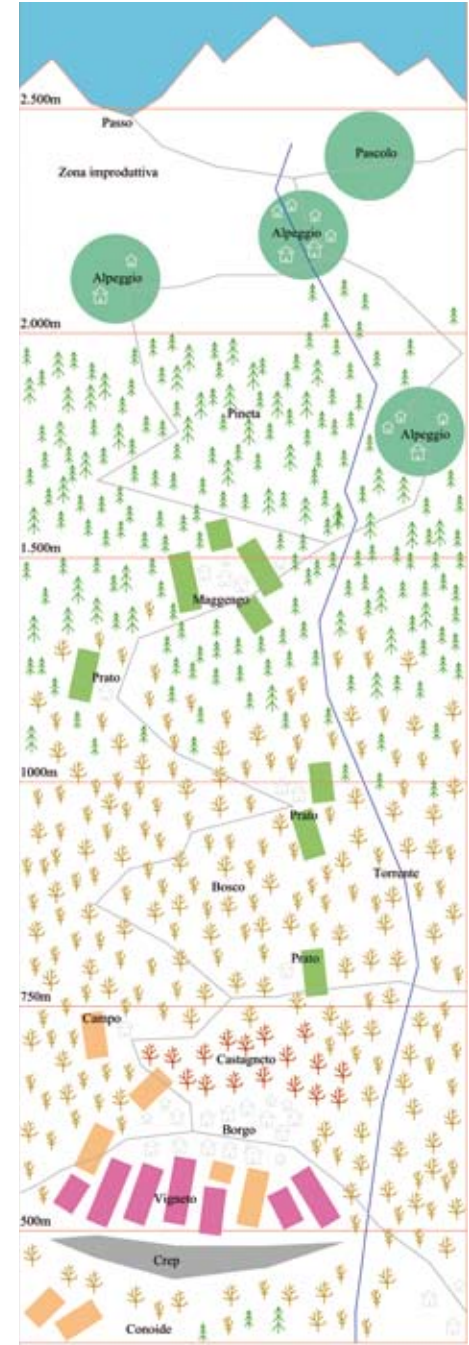 2.500m
Passo
Pascolo
Zona improduttiva
Alpeggio
Alpeggio
2.000m
Pineta
Alpeggio
1.500m
Maggengo
Prato
1000m
Prato
Torrente
Bosco
Prato
750m
Campo
Castagneto
Borgo
Vigneto
500m
Crep
Conoide